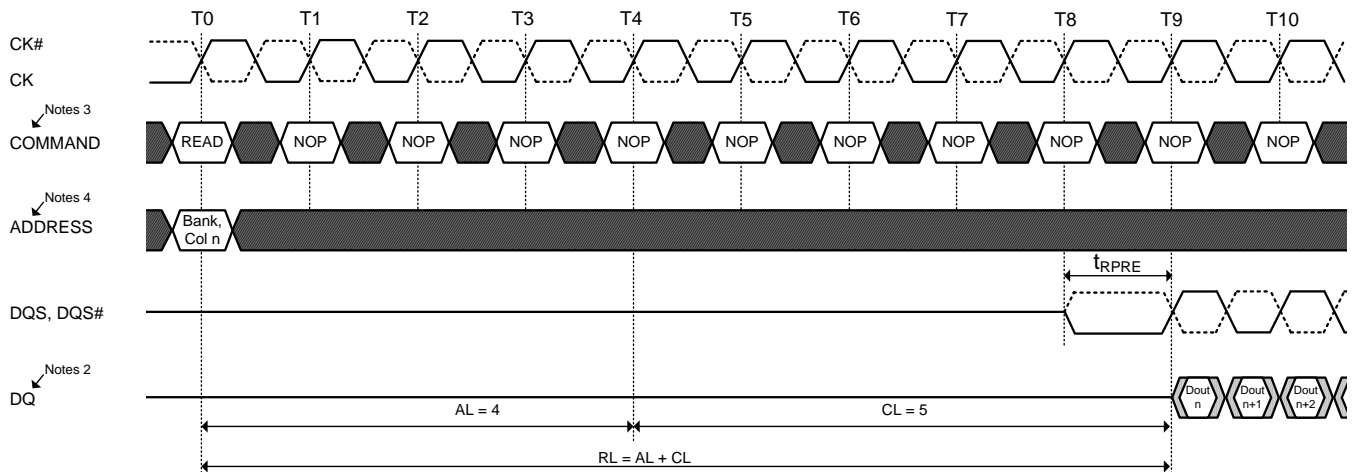 T0 T1 T2 T3 T4 T5 T6 T7 T8 T9 T10
CK#
CK
Notes 3
COMMAND
READ NOP NOP NOP NOP NOP NOP NOP NOP NOP NOP
Notes 4
ADDRESS
Bank,
Col n
tRPRE
DQS, DQS#
Notes 2
DQ
Dout
n
Dout
n+1
Dout
n+2
AL = 4
CL = 5
RL = AL + CL